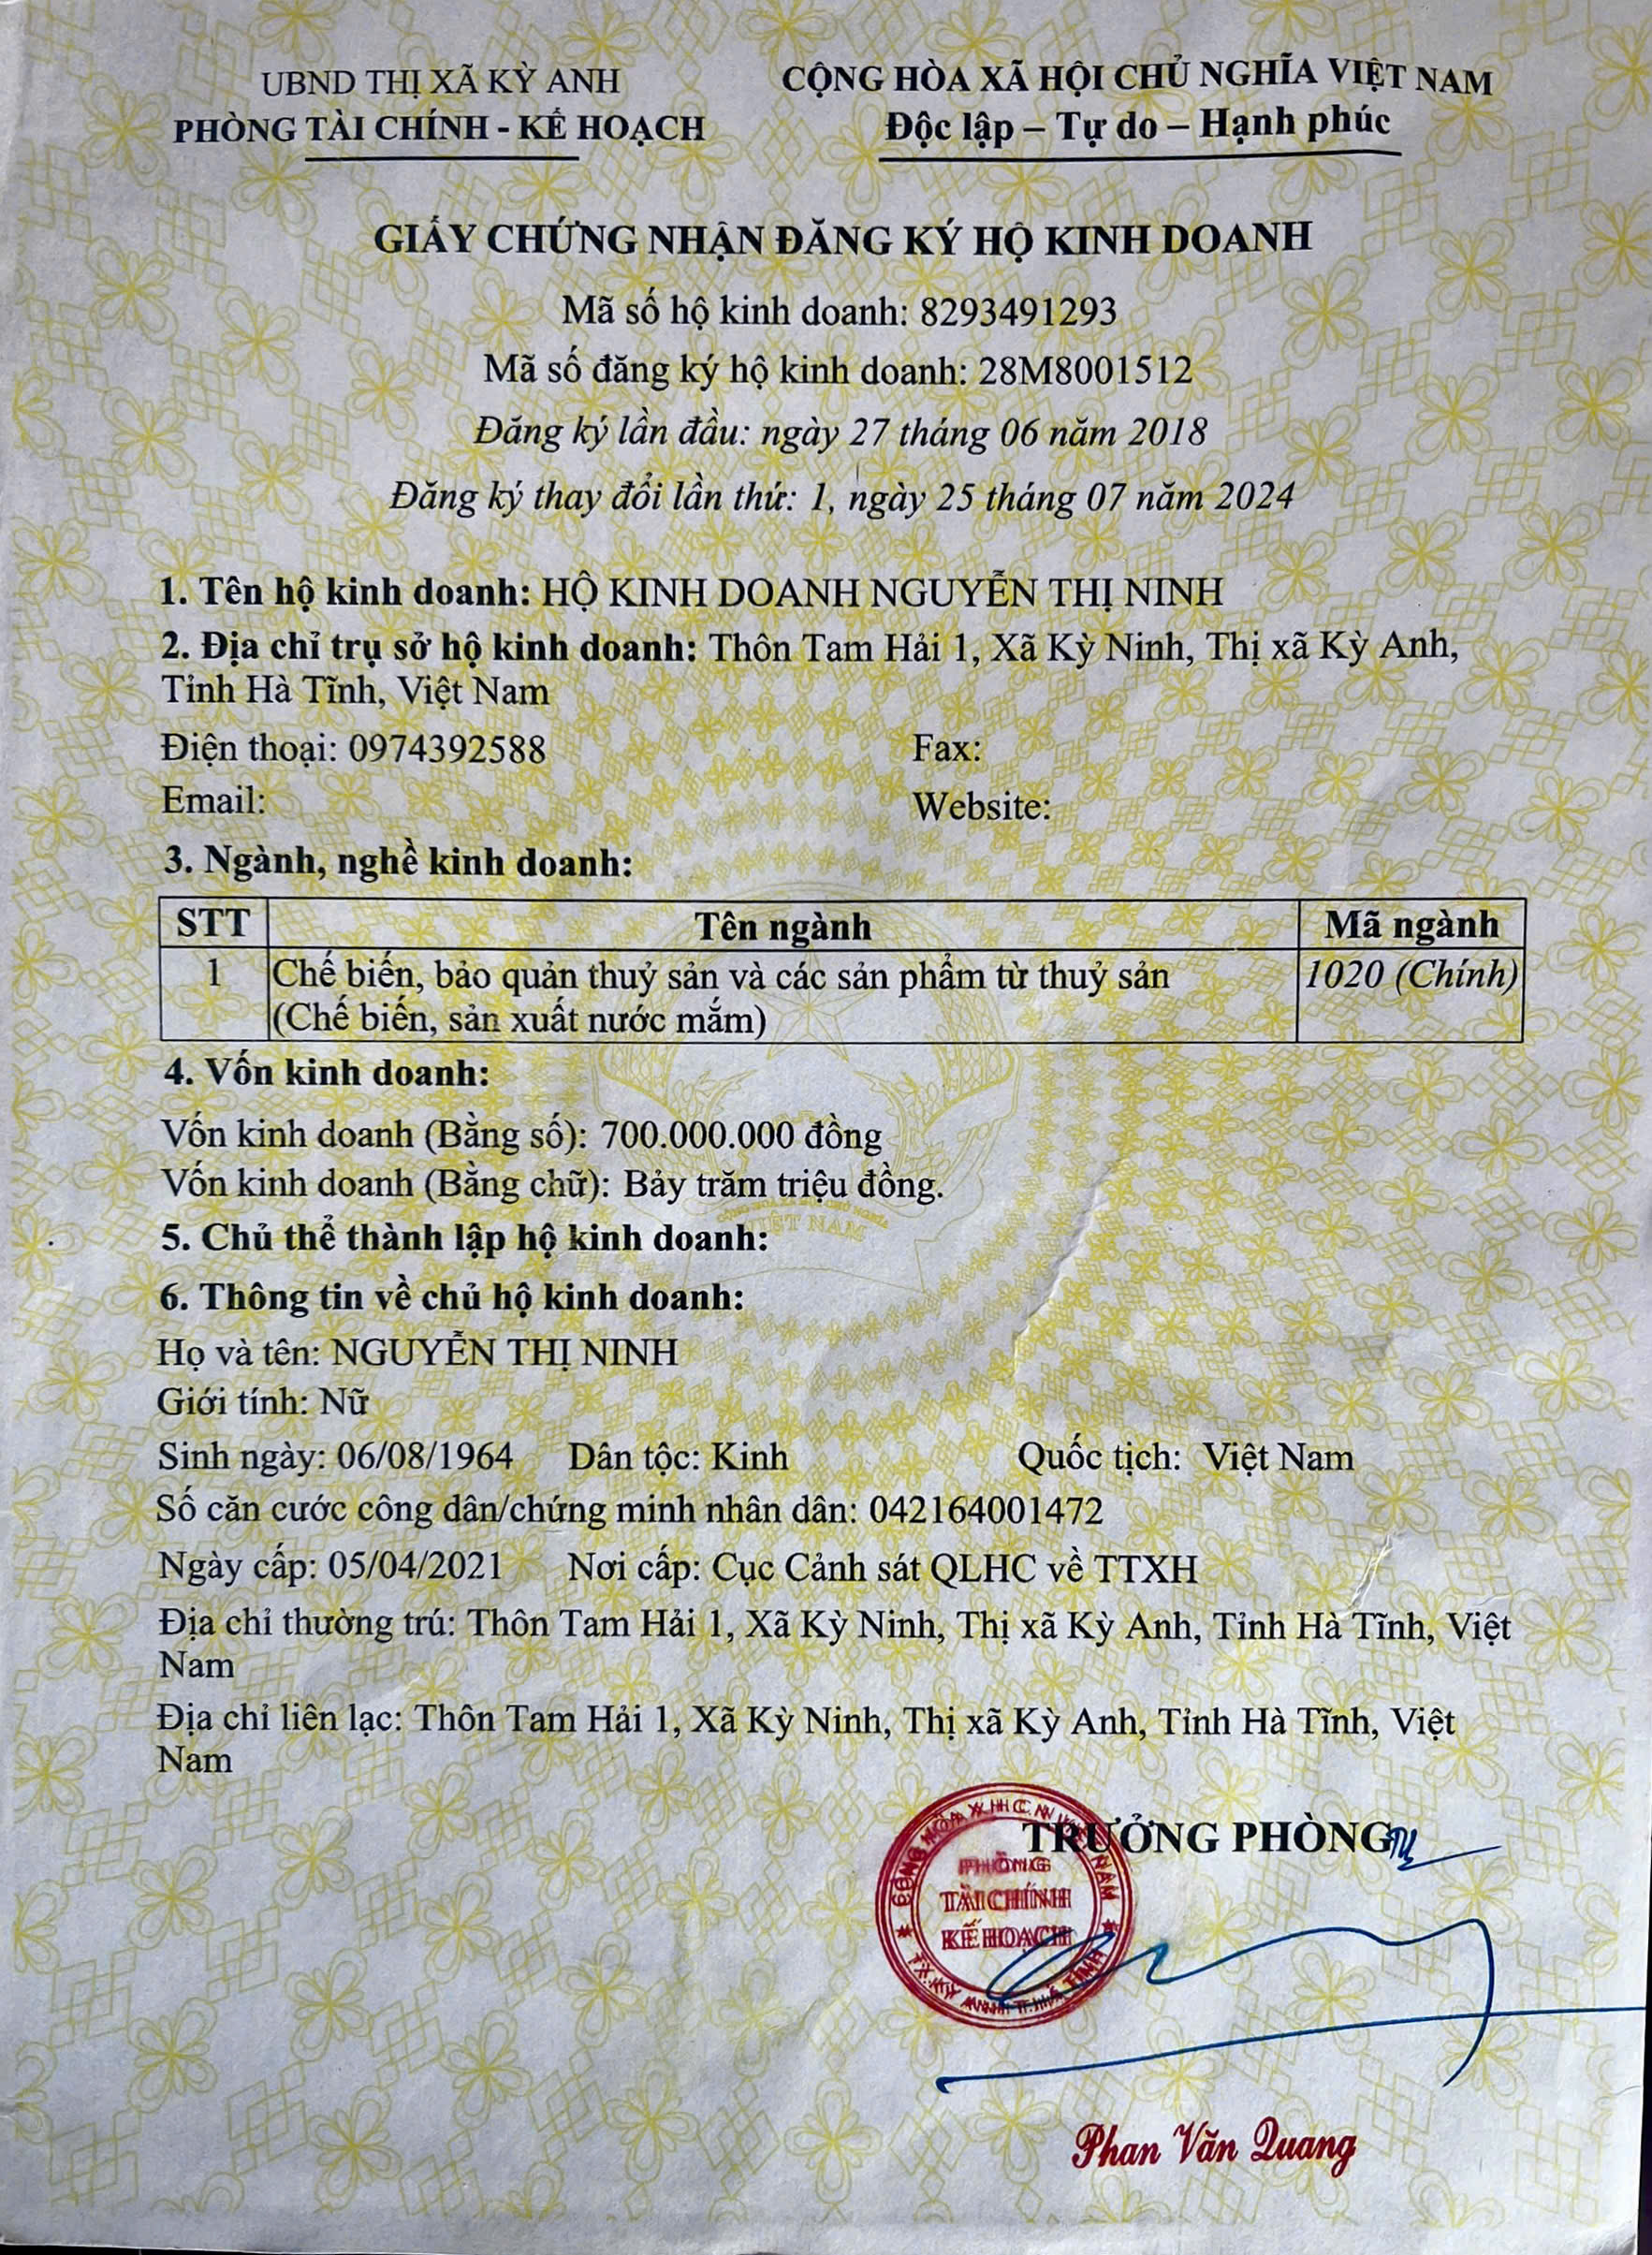 UBND THỊ XÃ KỲ ANH
PHÒNG TÀI CHÍNH - KẾ HOẠCH
CỘNG HÒA XÃ HỘI CHỦ NGHĨA VIỆT NAM
Độc lập – Tự do – Hạnh phúc
GIẤY CHỨNG NHẬN ĐĂNG KÝ HỘ KINH DOANH
Mã số hộ kinh doanh: 8293491293
Mã số đăng ký hộ kinh doanh: 28M8001512
Đăng ký lần đầu: ngày 27 tháng 06 năm 2018
Đăng ký thay đổi lần thứ: 1, ngày 25 tháng 07 năm 2024
1. Tên hộ kinh doanh: HỘ KINH DOANH NGUYỄN THỊ NINH
2. Địa chỉ trụ sở hộ kinh doanh: Thôn Tam Hải 1, Xã Kỳ Ninh, Thị xã Kỳ Anh,
Tỉnh Hà Tĩnh, Việt Nam
Điện thoại: 0974392588 Fax:
Email: Website:
3. Ngành, nghề kinh doanh:
STT Tên ngành Mã ngành
1 Chế biến, bảo quản thuỷ sản và các sản phẩm từ thuỷ sản 1020 (Chính)
(Chế biến, sản xuất nước mắm)
4. Vốn kinh doanh:
Vốn kinh doanh (Bằng số): 700.000.000 đồng
Vốn kinh doanh (Bằng chữ): Bảy trăm triệu đồng.
VIỆT NAM
5. Chủ thể thành lập hộ kinh doanh:
6. Thông tin về chủ hộ kinh doanh:
Họ và tên: NGUYỄN THỊ NINH
Giới tính: Nữ
Sinh ngày: 06/08/1964 Dân tộc: Kinh Quốc tịch: Việt Nam
Số căn cước công dân/chứng minh nhân dân: 042164001472
Ngày cấp: 05/04/2021 Nơi cấp: Cục Cảnh sát QLHC về TTXH
Địa chỉ thường trú: Thôn Tam Hải 1, Xã Kỳ Ninh, Thị xã Kỳ Anh, Tỉnh Hà Tĩnh, Việt
Nam
Địa chỉ liên lạc: Thôn Tam Hải 1, Xã Kỳ Ninh, Thị xã Kỳ Anh, Tỉnh Hà Tĩnh, Việt
Nam
TRƯỞNG PHÒNG
PHÒNG
TÀI CHÍNH
KẾ HOẠCH
Phan Văn Quang